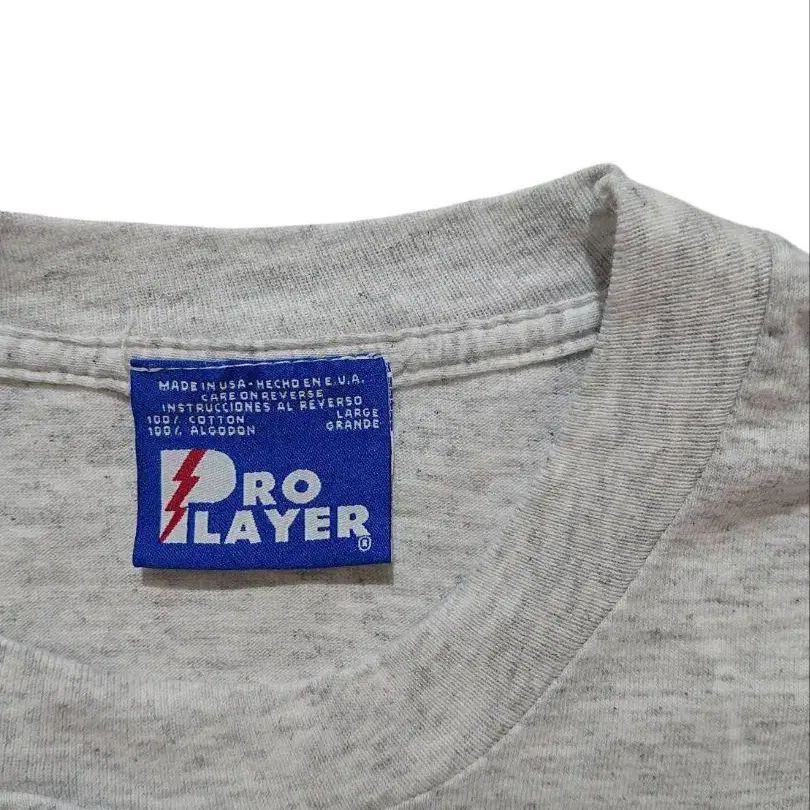 MADE IN USA - HECHO EN E.U.A.
CARE ON REVERSE
INSTRUCCIONES AL REVERSO
100% COTTON LARGE
100% ALGODON GRANDE
PRO
PLAYER®